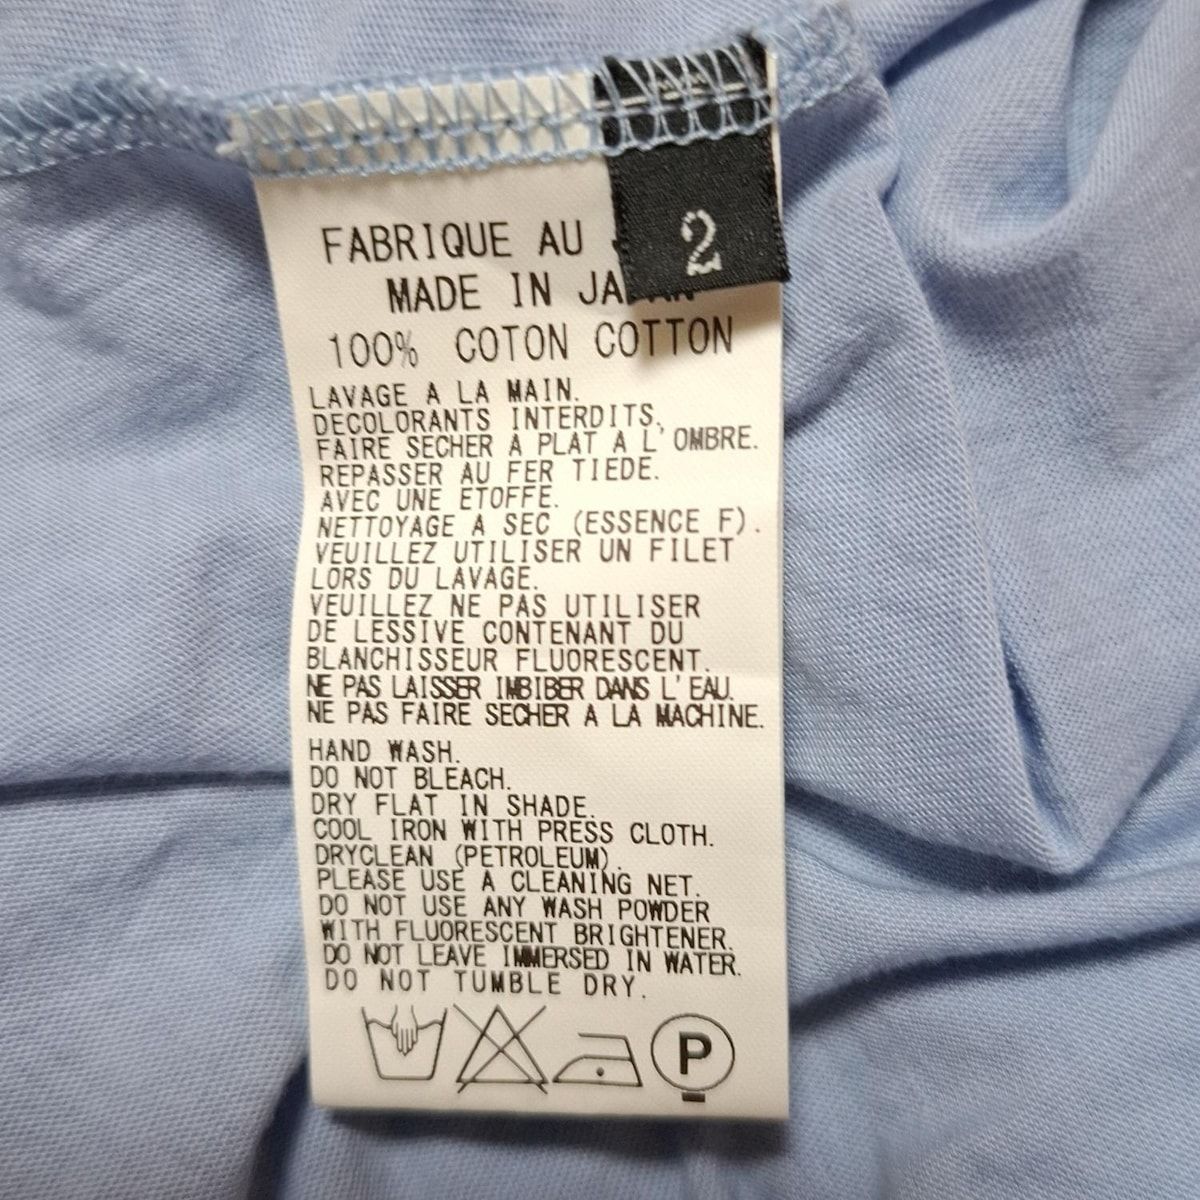 2
FABRIQUE AU
MADE IN JAPAN
100% COTON COTTON
LAVAGE A LA MAIN.
DECOLORANTS INTERDITS,
FAIRE SECHER A PLAT A L'OMBRE.
REPASSER AU FER TIEDE.
AVEC UNE ETOFFE.
NETTOYAGE A SEC (ESSENCE F).
VEUILLEZ UTILISER UN FILET
LORS DU LAVAGE.
VEUILLEZ NE PAS UTILISER
DE LESSIVE CONTENANT DU
BLANCHISSEUR FLUORESCENT.
NE PAS LAISSER IMBIBER DANS L'EAU.
NE PAS FAIRE SECHER A LA MACHINE.
HAND WASH.
DO NOT BLEACH.
DRY FLAT IN SHADE.
COOL IRON WITH PRESS CLOTH.
DRYCLEAN (PETROLEUM).
PLEASE USE A CLEANING NET.
DO NOT USE ANY WASH POWDER
WITH FLUORESCENT BRIGHTENER.
DO NOT LEAVE IMMERSED IN WATER.
DO NOT TUMBLE DRY.
P